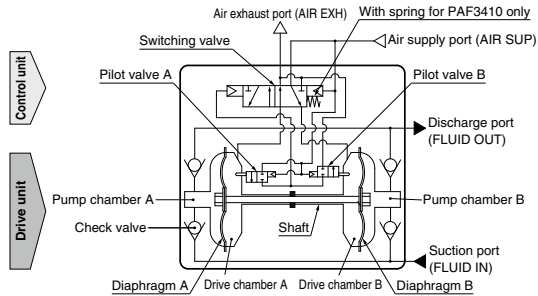 Air exhaust port (AIR EXH)
With spring for PAF3410 only
Switching valve
Air supply port (AIR SUP)
Pilot valve A
Pilot valve B
Control unit
Discharge port
(FLUID OUT)
Drive unit
Pump chamber A
Pump chamber B
Check valve
Shaft
Suction port
(FLUID IN)
Diaphragm A
Drive chamber A
Drive chamber B
Diaphragm B